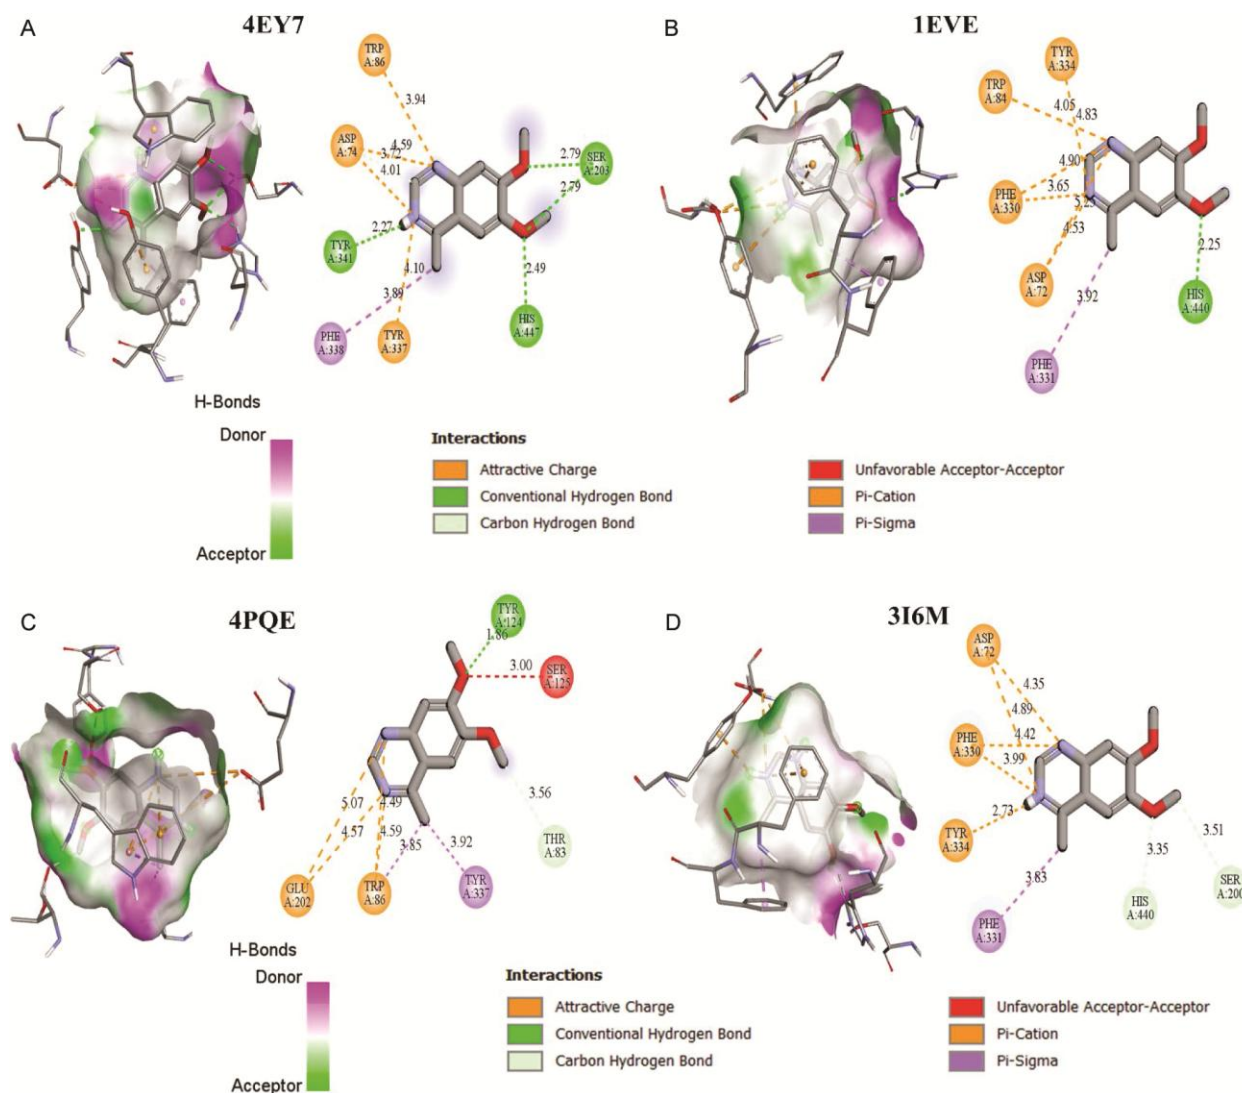 A
4EY7
TRP
A:86
3.94
ASP
A:74
4.59
3.72
4.01
2.79
SER
A:203
2.79
TYR
A:341
2.27
4.10
3.89
2.49
PHE
A:338
TYR
A:337
HIS
A:447
B
1EVE
TYR
A:334
TRP
A:84
4.05
4.83
4.90
PHE
A:330
3.65
4.53
ASP
A:72
3.92
2.25
HIS
A:440
PHE
A:331
H-Bonds
Donor
Acceptor
Interactions
Attractive Charge
Conventional Hydrogen Bond
Carbon Hydrogen Bond
Unfavorable Acceptor-Acceptor
Pi-Cation
Pi-Sigma
C
4PQE
TYR
A:124
1.86
3.00
SER
A:125
5.07
4.49
4.57
4.59
3.85
3.92
3.56
THR
A:83
GLU
A:202
TRP
A:86
TYR
A:337
D
3I6M
ASP
A:72
4.35
4.89
PHE
A:330
4.42
3.99
2.73
TYR
A:334
3.83
3.35
3.51
PHE
A:331
HIS
A:440
SER
A:200
H-Bonds
Donor
Acceptor
Interactions
Attractive Charge
Conventional Hydrogen Bond
Carbon Hydrogen Bond
Unfavorable Acceptor-Acceptor
Pi-Cation
Pi-Sigma